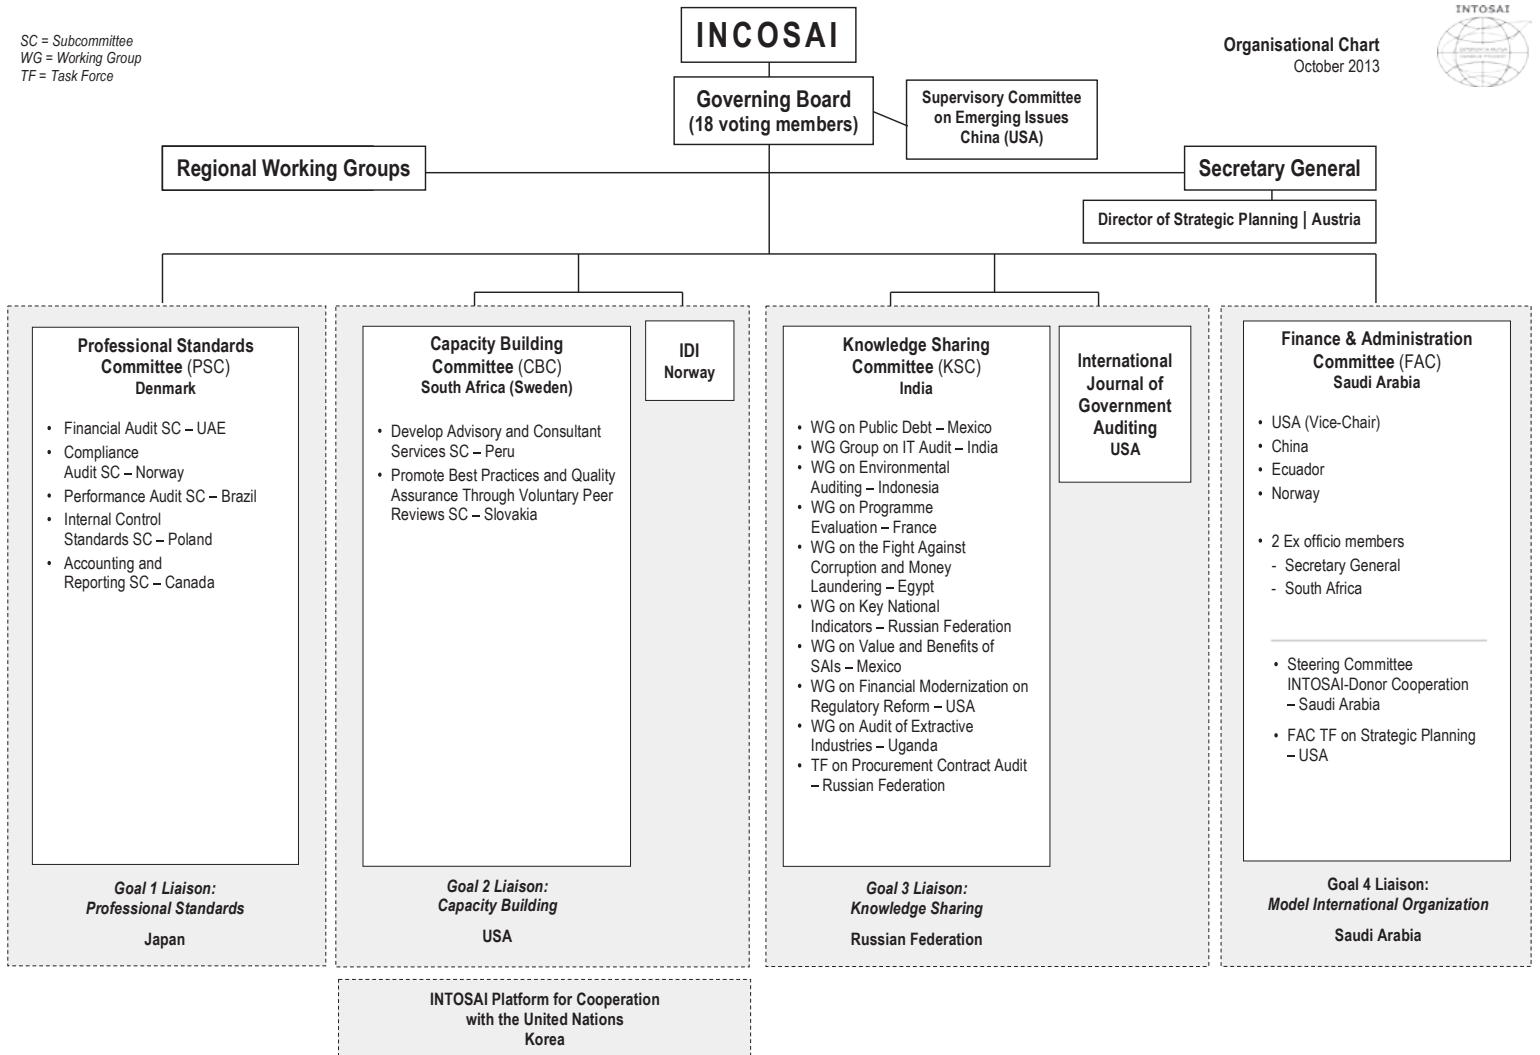 SC = Subcommittee
WG = Working Group
TF = Task Force
INCOSAI
Organisational Chart
October 2013
INTOSAI
Governing Board
(18 voting members)
Supervisory Committee
on Emerging Issues
China (USA)
Regional Working Groups
Secretary General
Director of Strategic Planning | Austria
Professional Standards
Committee (PSC)
Denmark
• Financial Audit SC – UAE
• Compliance
Audit SC – Norway
• Performance Audit SC – Brazil
• Internal Control
Standards SC – Poland
• Accounting and
Reporting SC – Canada
Goal 1 Liaison:
Professional Standards
Japan
Capacity Building
Committee (CBC)
South Africa (Sweden)
• Develop Advisory and Consultant
Services SC – Peru
• Promote Best Practices and Quality
Assurance Through Voluntary Peer
Reviews SC – Slovakia
IDI
Norway
Goal 2 Liaison:
Capacity Building
USA
Knowledge Sharing
Committee (KSC)
India
• WG on Public Debt – Mexico
• WG Group on IT Audit – India
• WG on Environmental
Auditing – Indonesia
• WG on Programme
Evaluation – France
• WG on the Fight Against
Corruption and Money
Laundering – Egypt
• WG on Key National
Indicators – Russian Federation
• WG on Value and Benefits of
SAIs – Mexico
• WG on Financial Modernization on
Regulatory Reform – USA
• WG on Audit of Extractive
Industries – Uganda
• TF on Procurement Contract Audit
– Russian Federation
International
Journal of
Government
Auditing
USA
Goal 3 Liaison:
Knowledge Sharing
Russian Federation
Finance & Administration
Committee (FAC)
Saudi Arabia
• USA (Vice-Chair)
• China
• Ecuador
• Norway
• 2 Ex officio members
- Secretary General
- South Africa
• Steering Committee
INTOSAI-Donor Cooperation
– Saudi Arabia
• FAC TF on Strategic Planning
– USA
Goal 4 Liaison:
Model International Organization
Saudi Arabia
INTOSAI Platform for Cooperation
with the United Nations
Korea